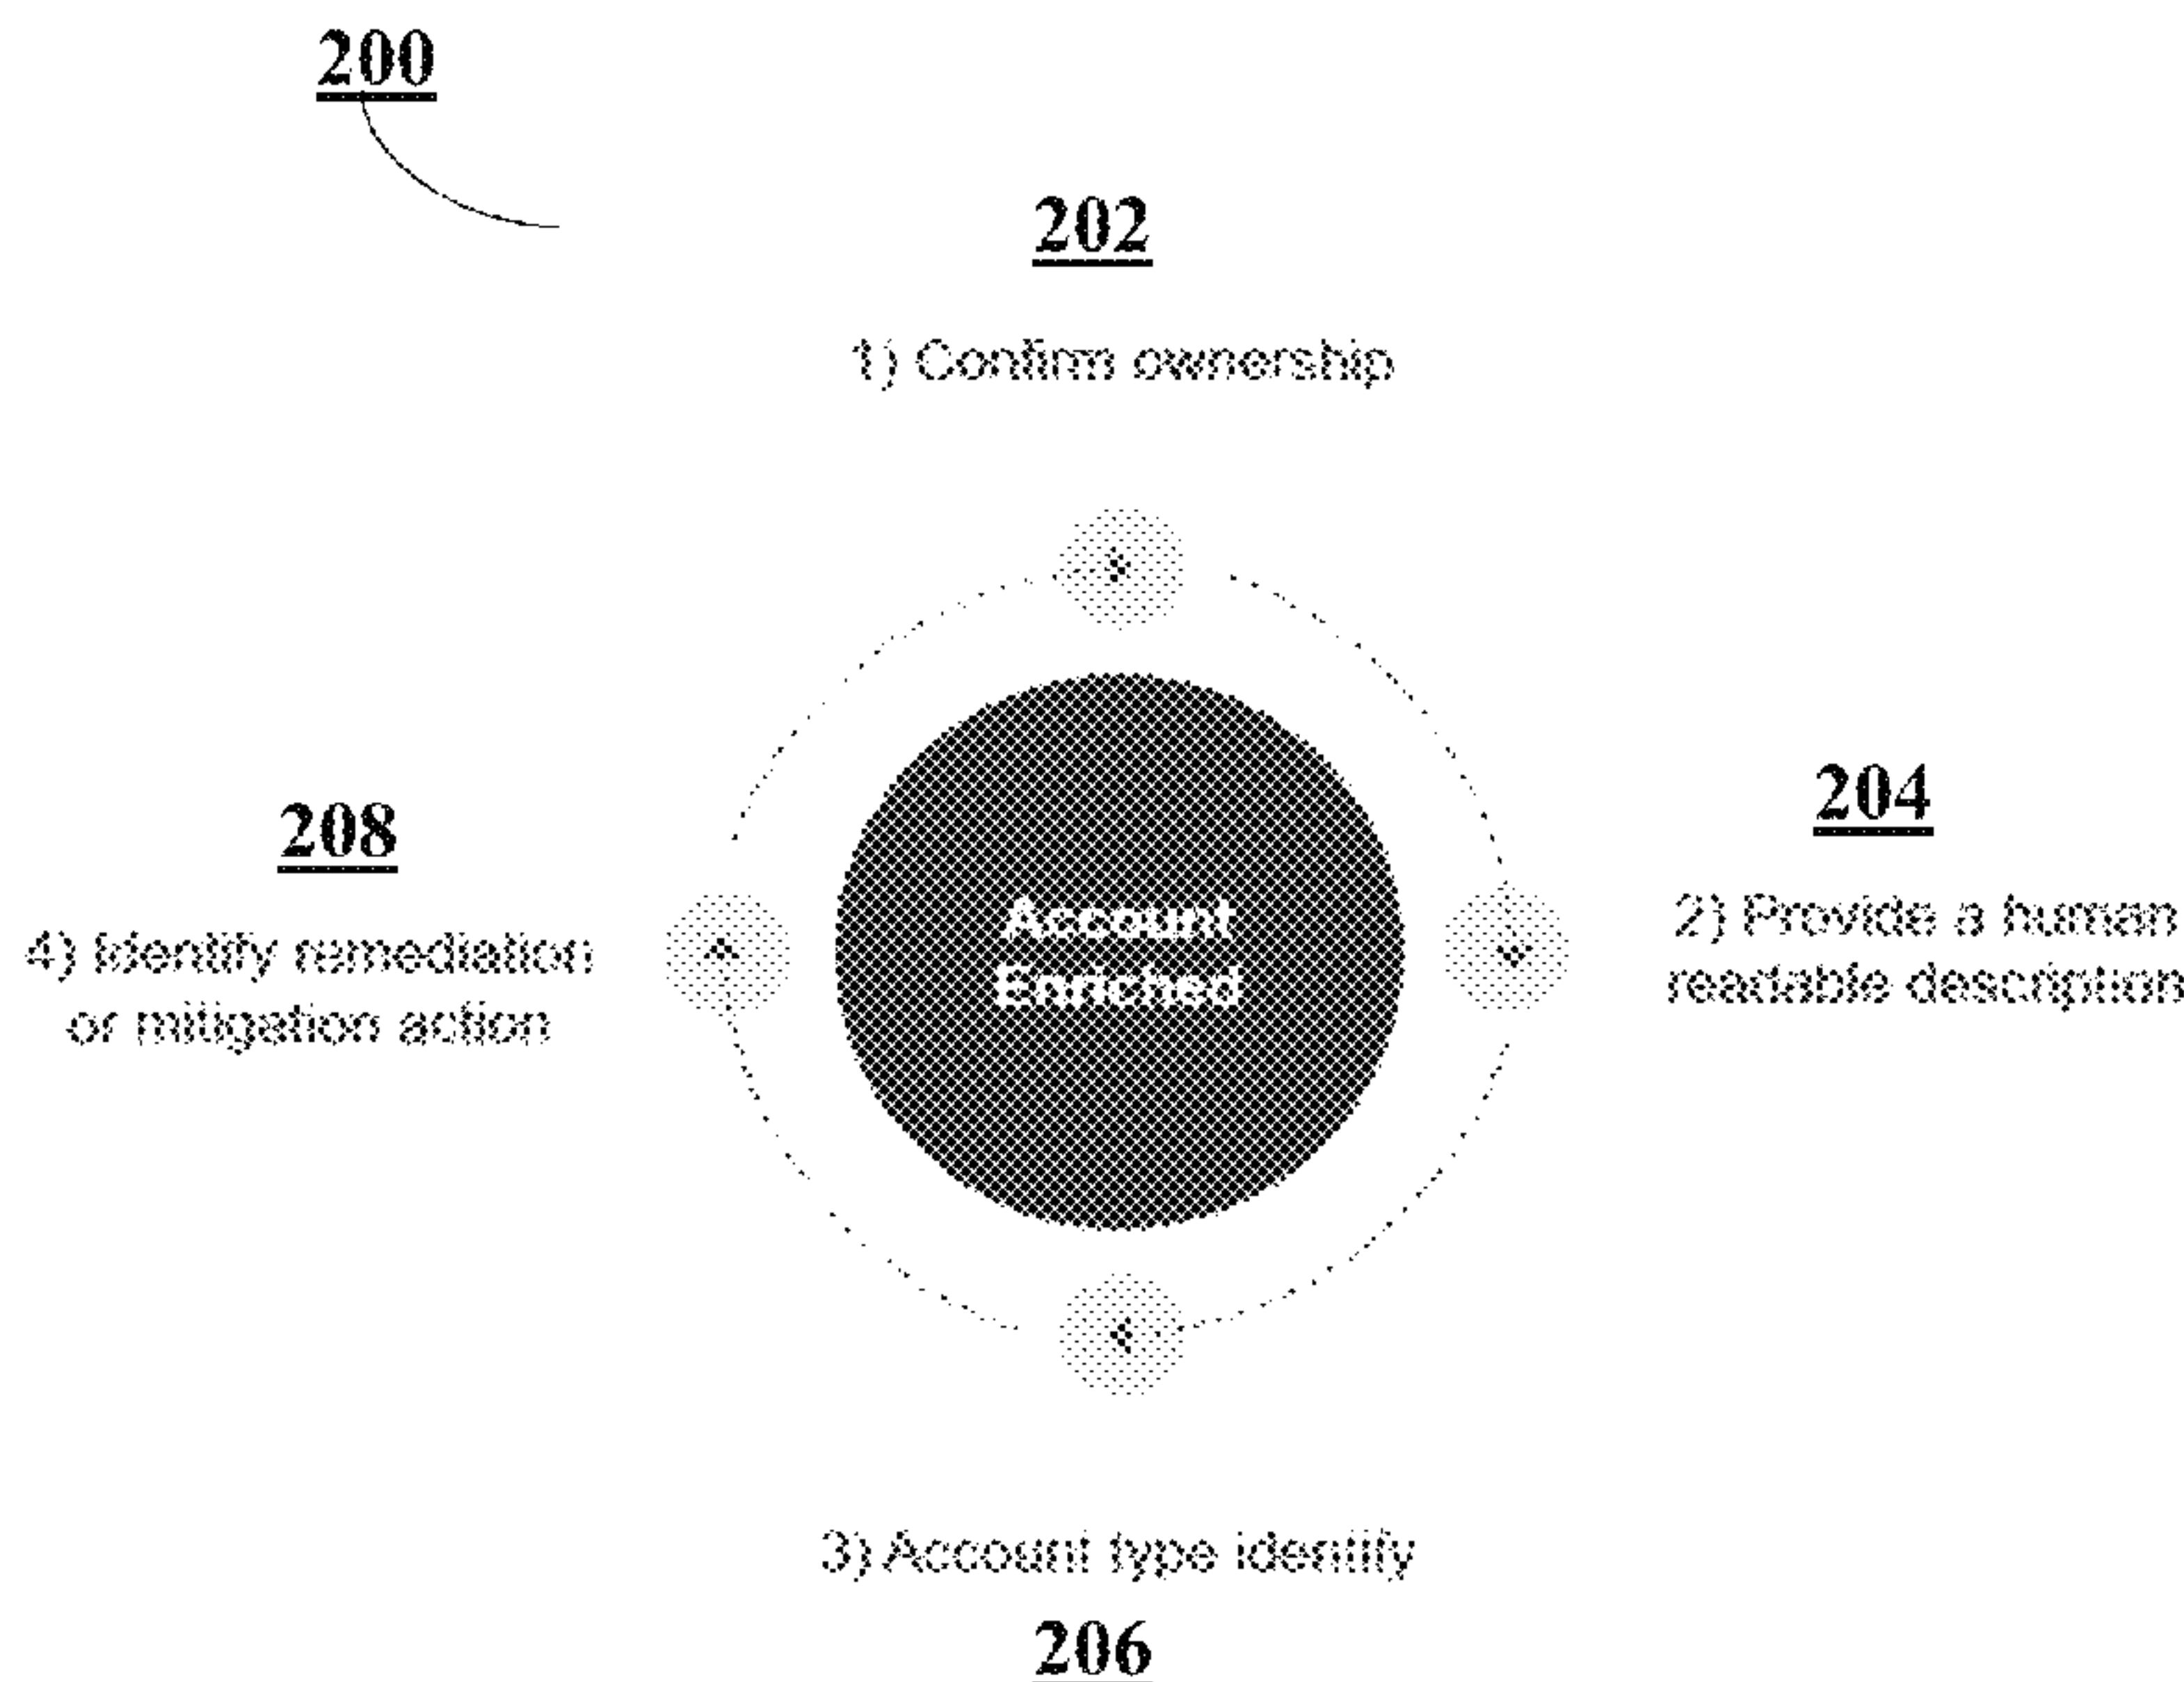 200
202
1) Confirm ownership
204
2) Provide a human
readable description
208
4) Identify remediation
or mitigation action
Account
Enriched
3) Account type identify
206